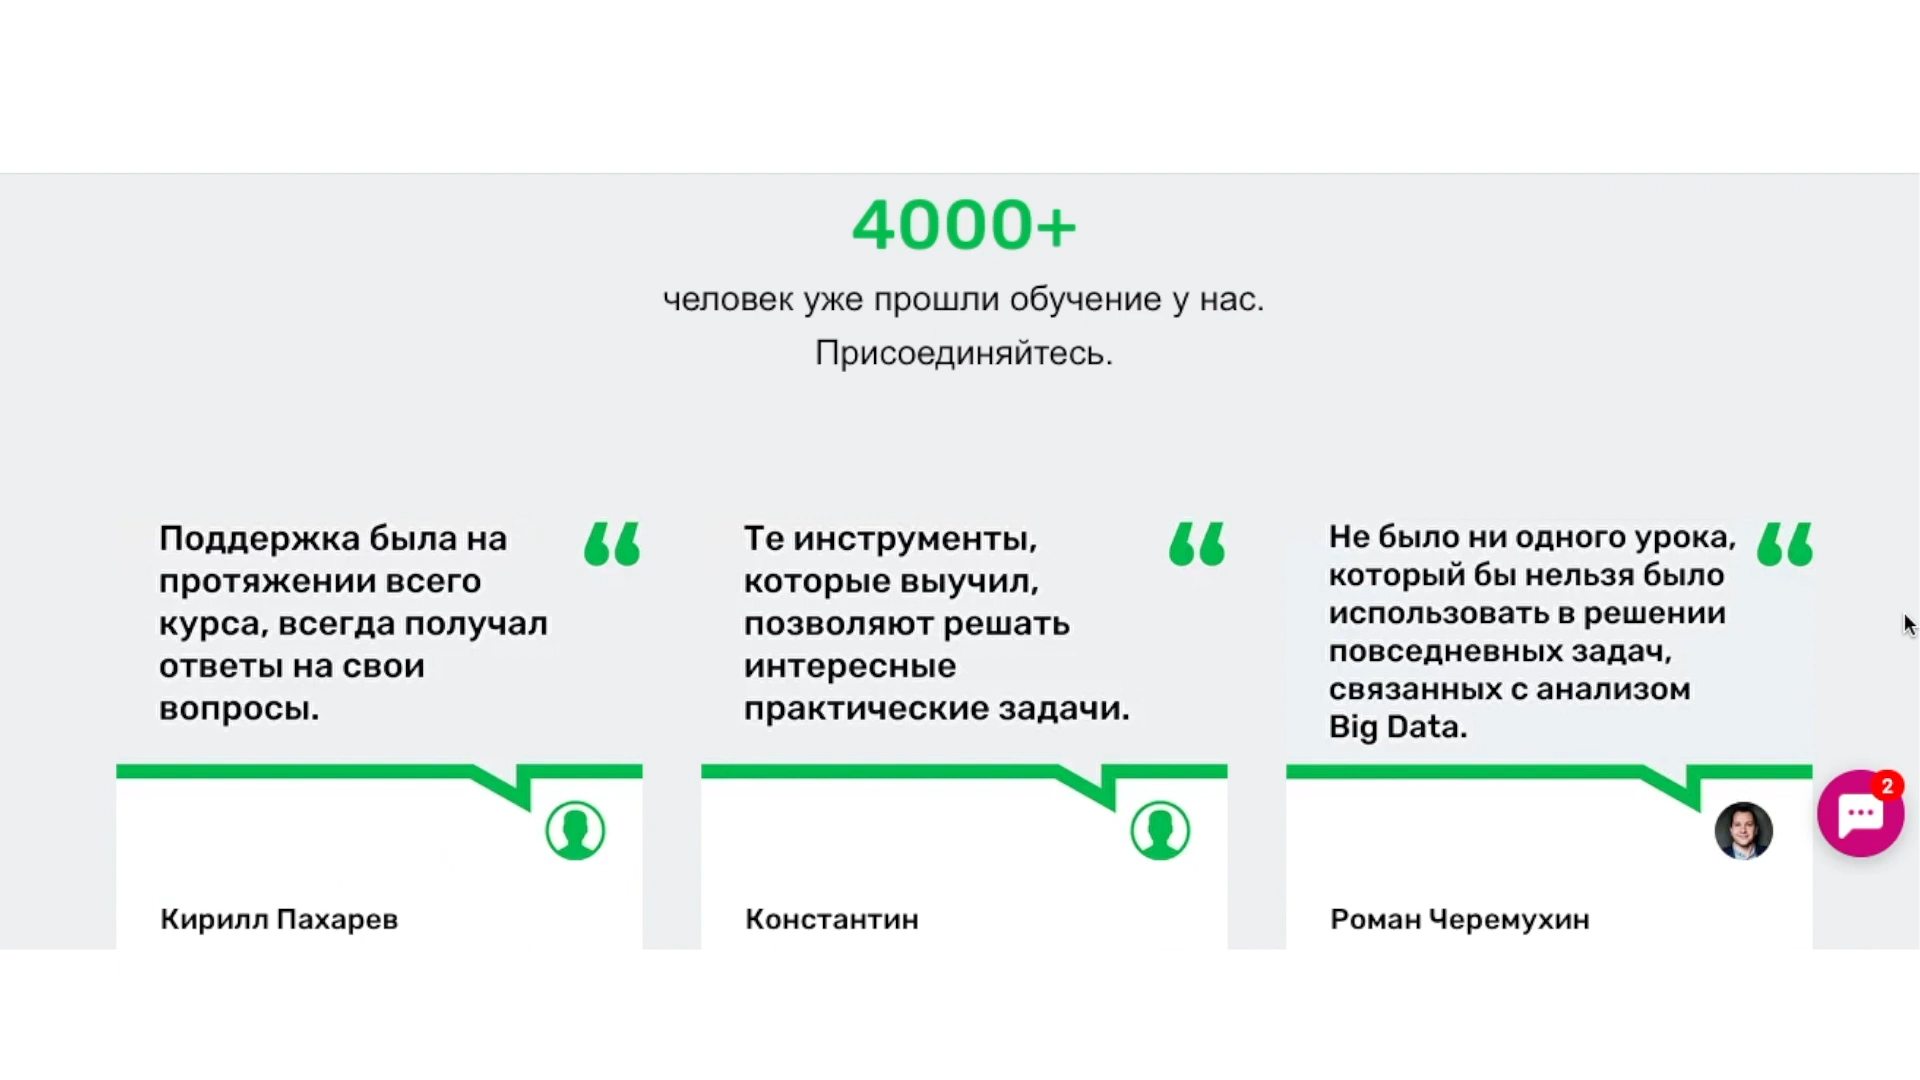 4000+
человек уже прошли обучение у нас.
Присоединяйтесь.
Поддержка была на
протяжении всего
курса, всегда получал
ответы на свои
вопросы.
Кирилл Пахарев
Те инструменты,
которые выучил,
позволяют решать
интересные
практические задачи.
Константин
Не было ни одного урока,
который бы нельзя было
использовать в решении
повседневных задач,
связанных с анализом
Big Data.
Роман Черемухин
2